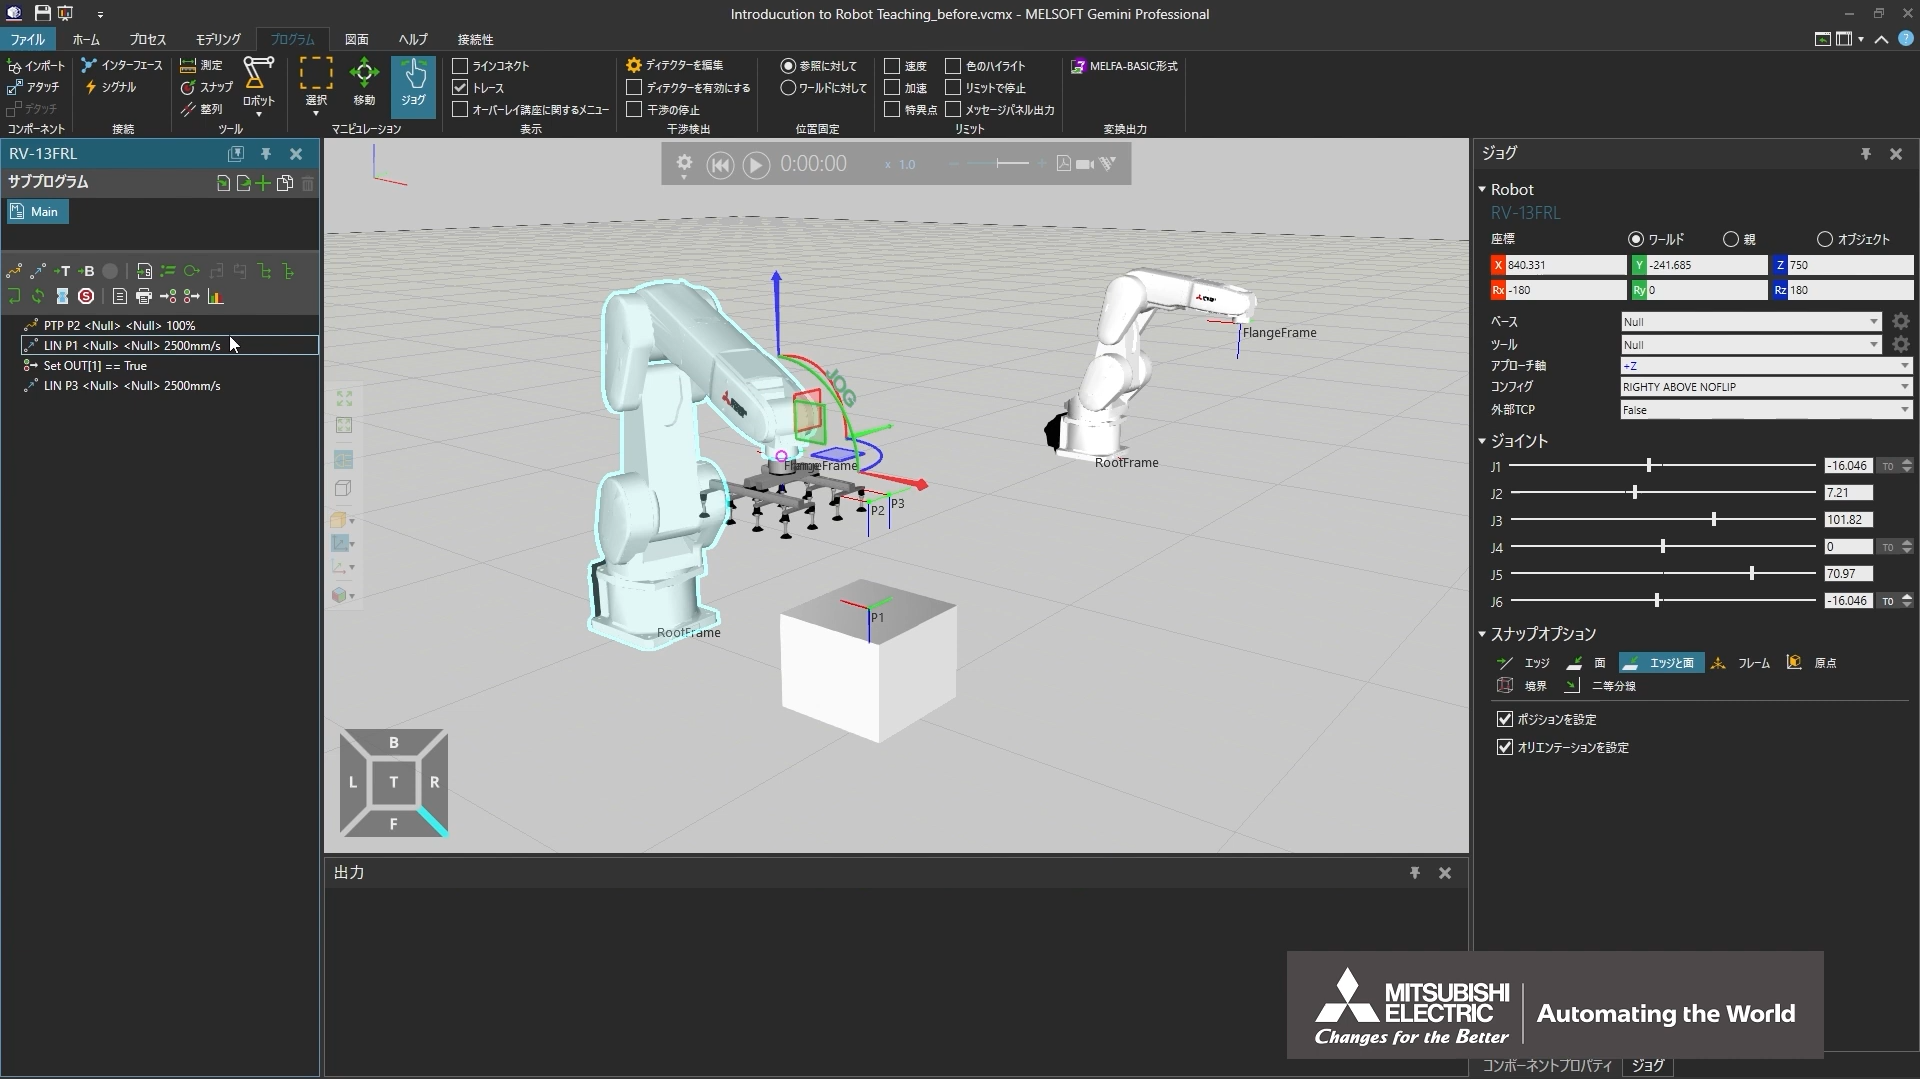 Introducution to Robot Teaching_before.vcmx - MELSOFT Gemini Professional
ファイル ホーム プロセス モデリング プログラム 図面 ヘルプ 接続性
インポート
アタッチ
デタッチ
コンポーネント
インターフェース
シグナル
接続
測定
スナップ
整列
ロボット
ツール
選択
移動
ジョグ
マニピュレーション
ラインコネクト
トレース
オーバーレイ講座に関するメニュー
表示
ディテクターを編集
ディテクターを有効にする
干渉の停止
干渉検出
参照に対して
ワールドに対して
位置固定
速度
加速
特異点
色のハイライト
リミットで停止
メッセージパネル出力
リミット
MELFA-BASIC形式
変換出力
RV-13FRL
サブプログラム
Main
T
B
PTP P2 <Null> <Null> 100%
LIN P1 <Null> <Null> 2500mm/s
Set OUT[1] == True
LIN P3 <Null> <Null> 2500mm/s
0:00:00
x 1.0
JOG
FlangeFrame
RootFrame
P2
P3
P1
FlangeFrame
RootFrame
B
L T R
F
出力
ジョグ
Robot
RV-13FRL
座標 ワールド 親 オブジェクト
X 840.331 Y -241.685 Z 750
Rx -180 Ry 0 Rz 180
ベース Null
ツール Null
アプローチ軸 +Z
コンフィグ RIGHTY ABOVE NOFLIP
外部TCP False
ジョイント
J1 -16.046 T0
J2 7.21
J3 101.82
J4 0 T0
J5 70.97
J6 -16.046 T0
スナップオプション
エッジ 面 エッジと面 フレーム 原点
境界 二等分線
ポジションを設定
オリエンテーションを設定
MITSUBISHI
ELECTRIC
Changes for the Better
Automating the World
コンポーネントプロパティ ジョグ